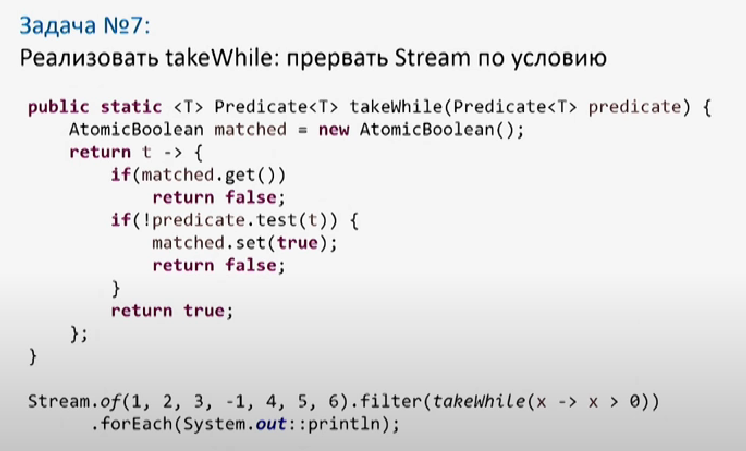 Задача №7:
Реализовать takeWhile: прервать Stream по условию
public static <T> Predicate<T> takeWhile(Predicate<T> predicate) {
    AtomicBoolean matched = new AtomicBoolean();
    return t -> {
        if(matched.get())
            return false;
        if(!predicate.test(t)) {
            matched.set(true);
            return false;
        }
        return true;
    };
}
Stream.of(1, 2, 3, -1, 4, 5, 6).filter(takeWhile(x -> x > 0))
      .forEach(System.out::println);